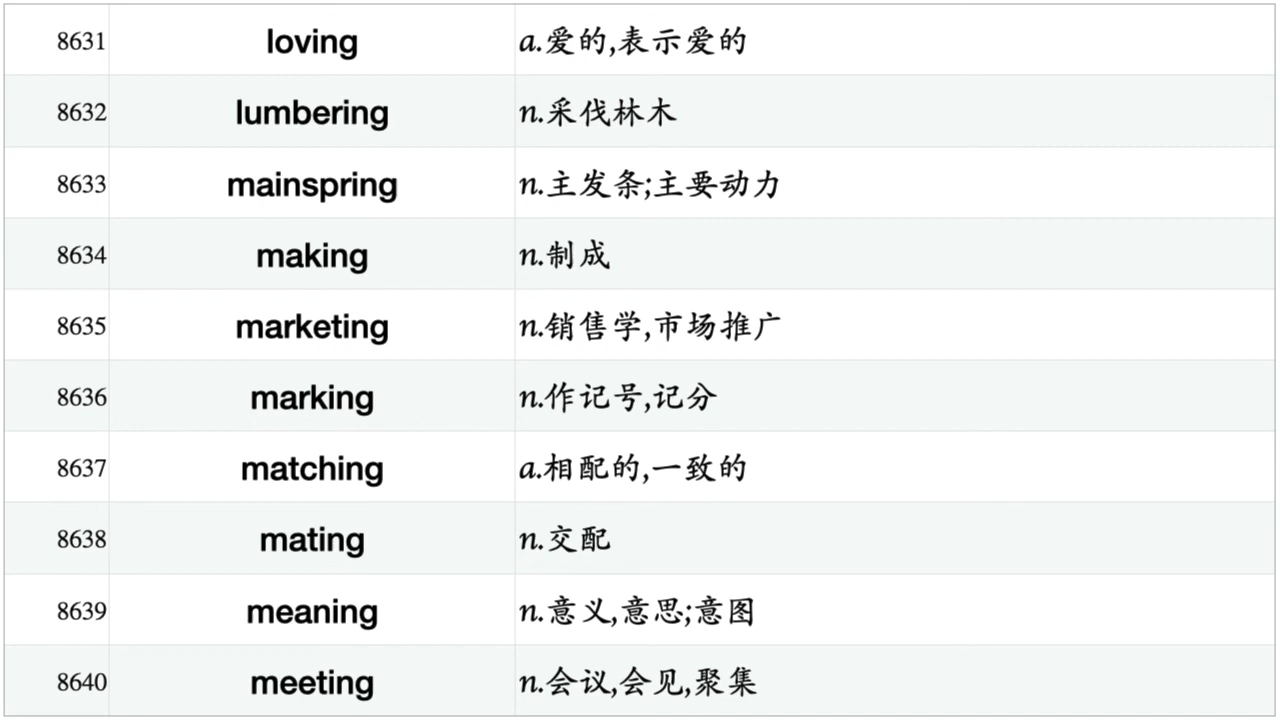 8631 loving a.爱的,表示爱的
8632 lumbering n.采伐林木
8633 mainspring n.主发条;主要动力
8634 making n.制成
8635 marketing n.销售学,市场推广
8636 marking n.作记号,记分
8637 matching a.相配的,一致的
8638 mating n.交配
8639 meaning n.意义,意思;意图
8640 meeting n.会议,会见,聚集